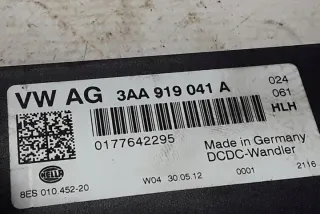 VW AG 3AA 919 041 A
024
061
HLH
0177642295
Made in Germany
DCDC-Wandler
HELLA
8ES 010.452-20
W04 30.05.12 0001 2116